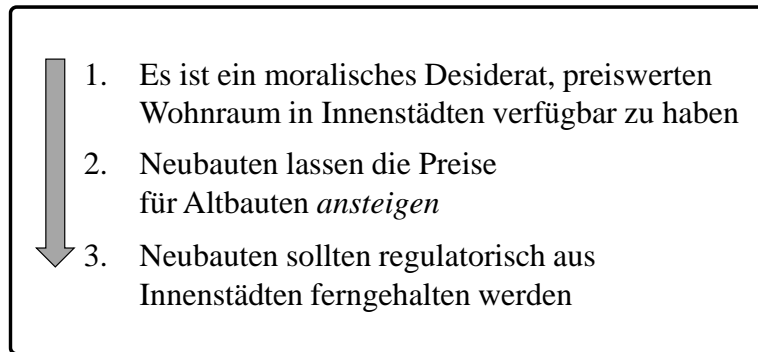 1. Es ist ein moralisches Desiderat, preiswerten
Wohnraum in Innenstädten verfügbar zu haben
2. Neubauten lassen die Preise
für Altbauten ansteigen
3. Neubauten sollten regulatorisch aus
Innenstädten ferngehalten werden